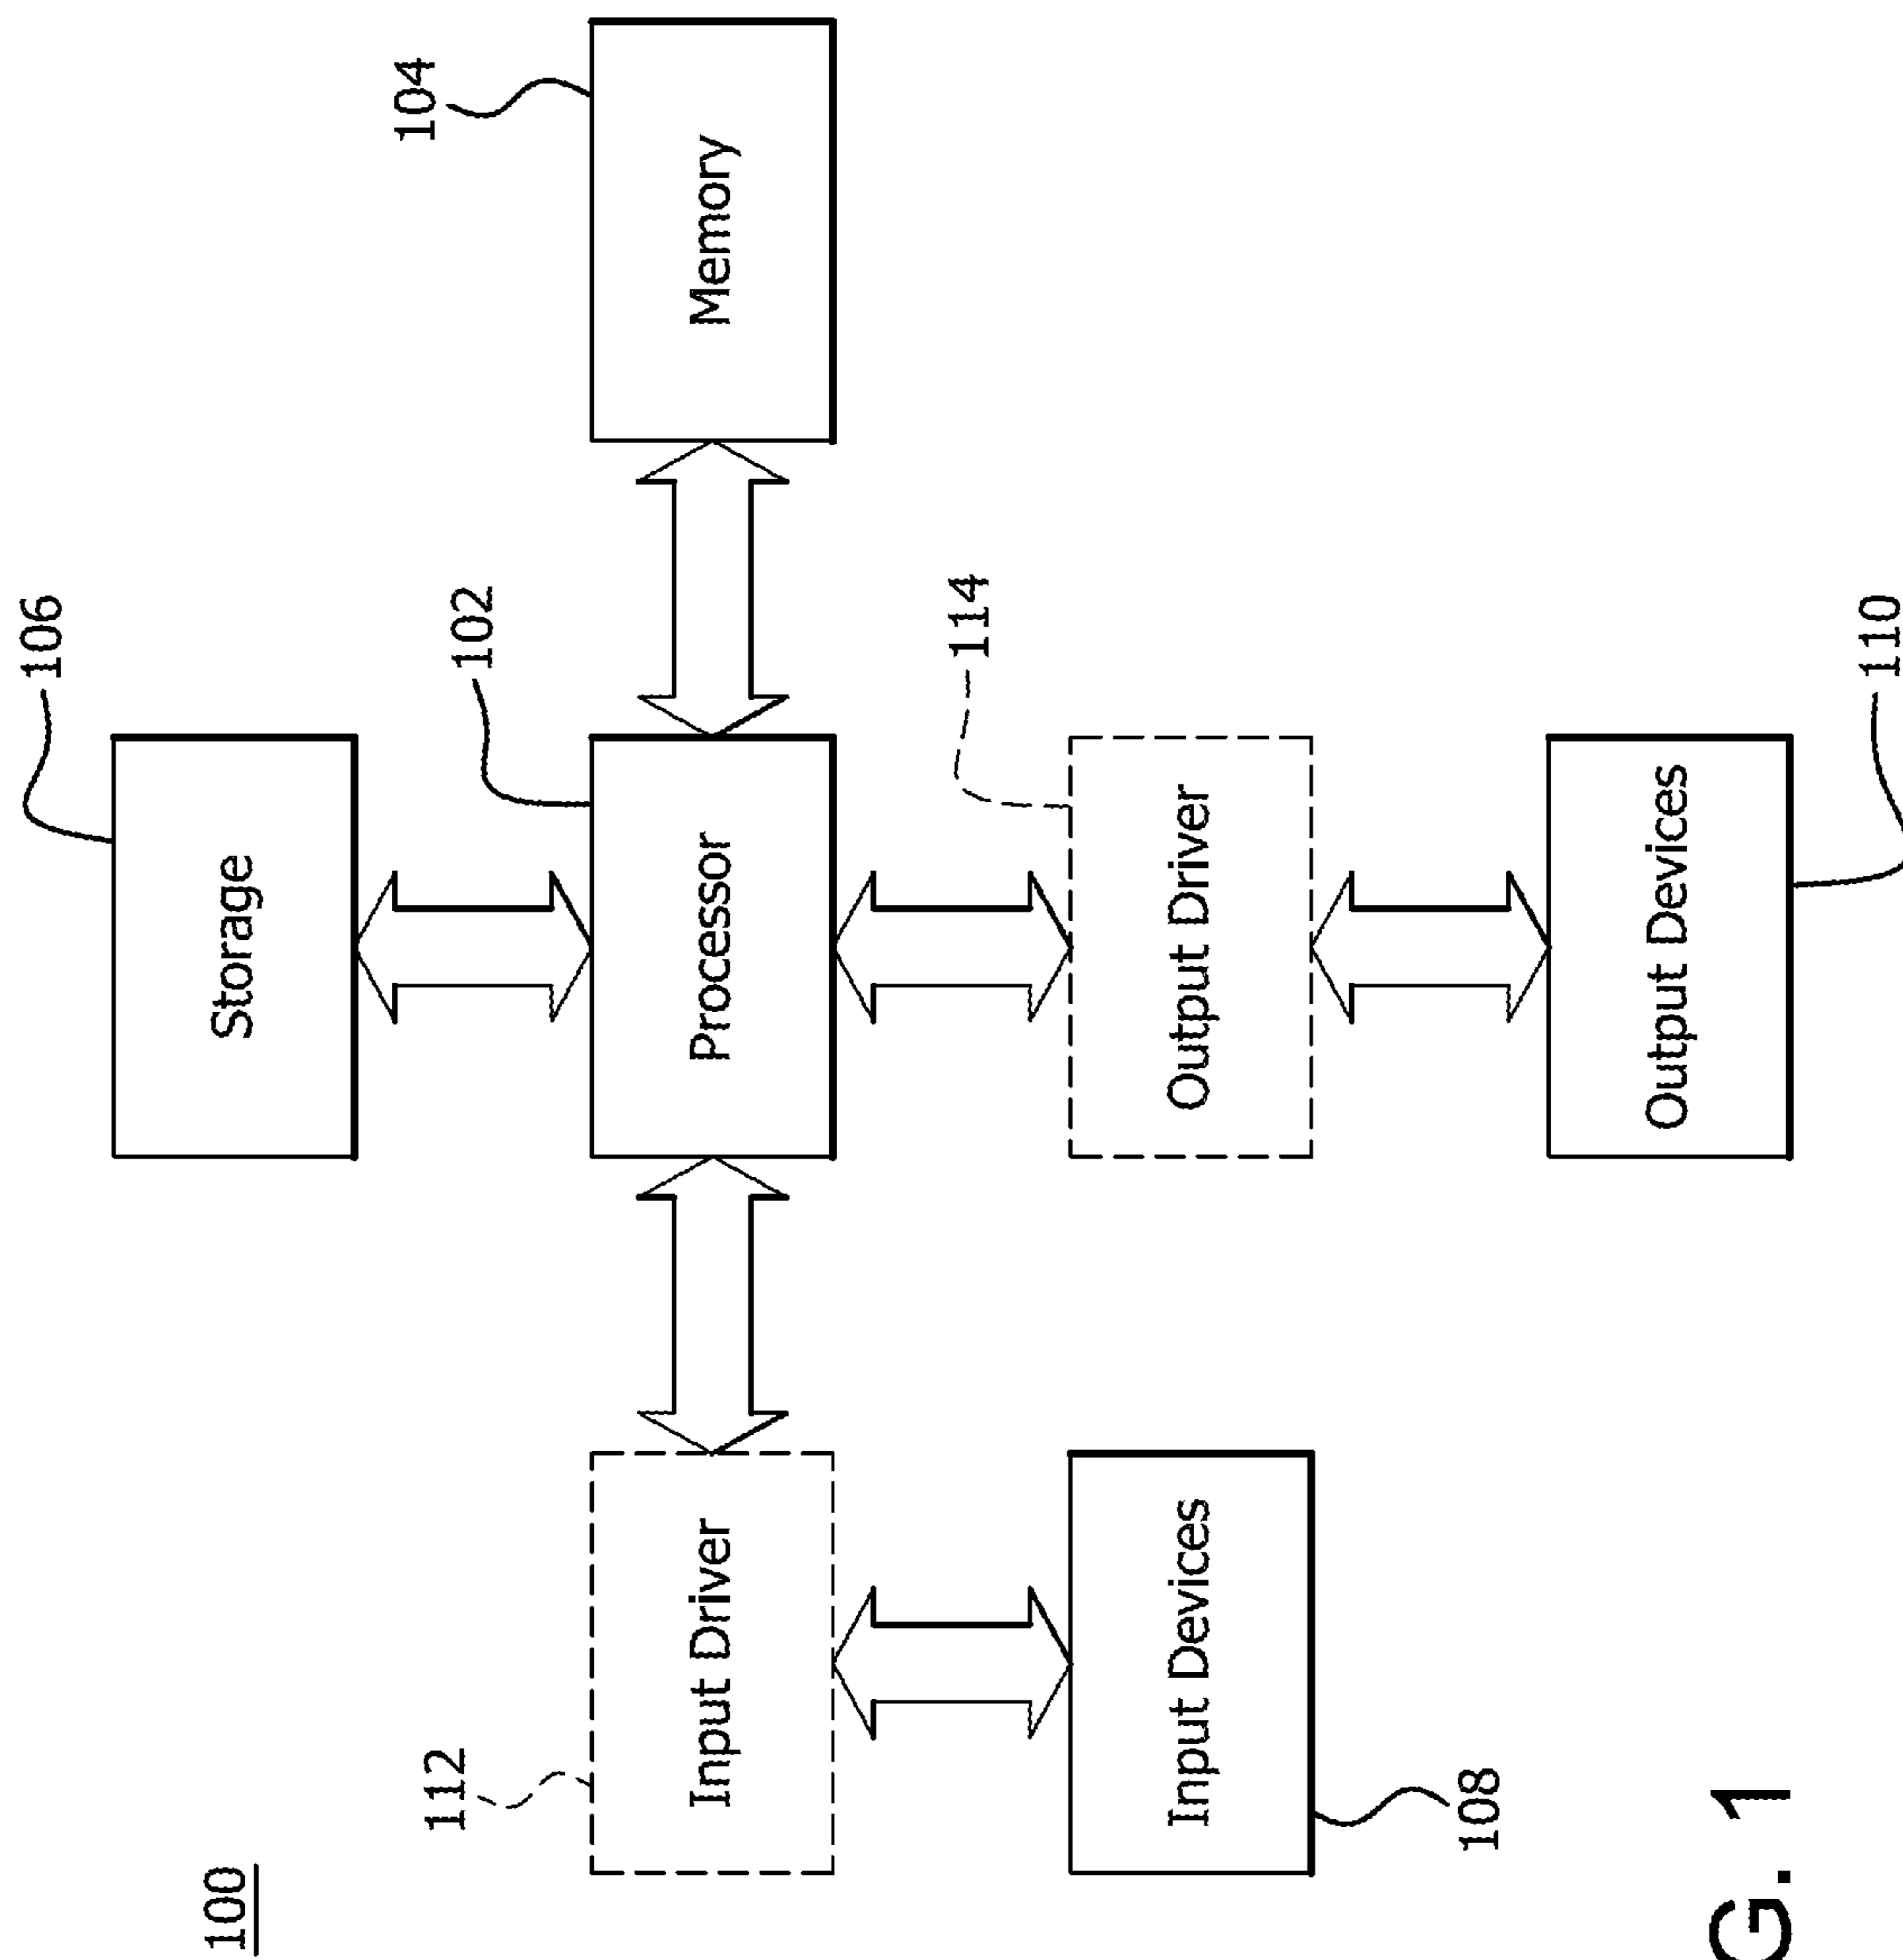 106
100
Storage
112
102
104
Input Driver
Processor
Memory
114
Input Devices
Output Driver
108
Output Devices
G. 1
110